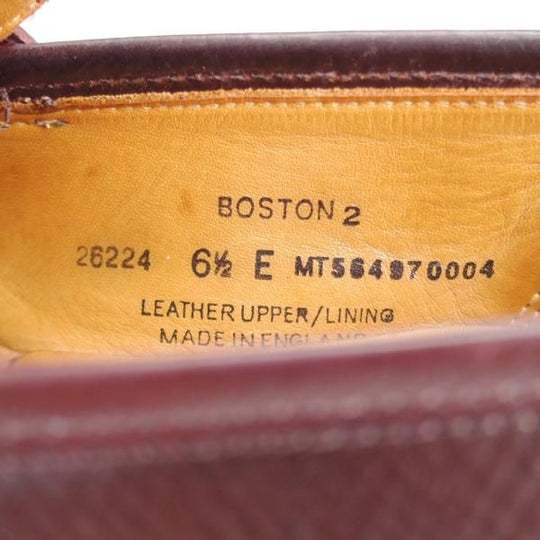 BOSTON 2
26224 6½ E MT564970004
LEATHER UPPER/LINING
MADE IN ENGLAND